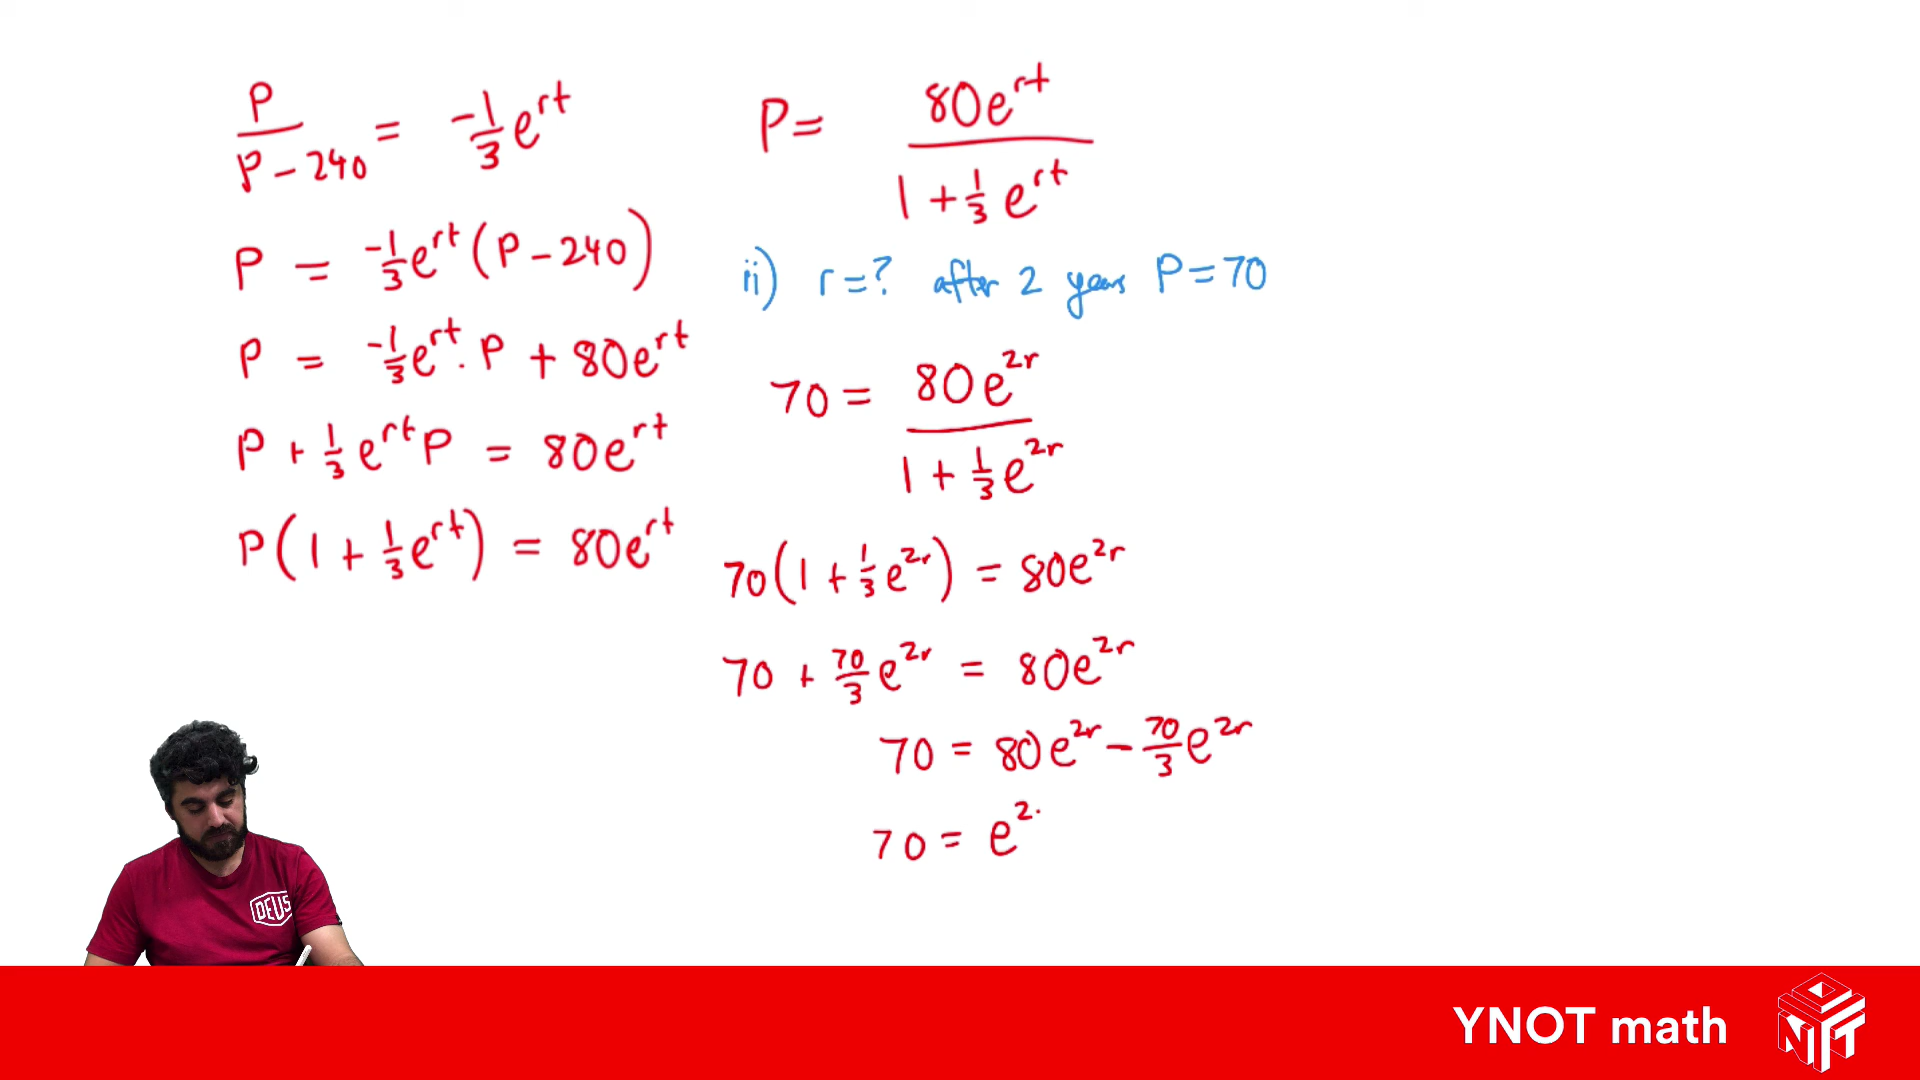 P/(P-240) = -1/3 e^rt
P = -1/3 e^rt (P-240)
P = -1/3 e^rt . P + 80e^rt
P + 1/3 e^rt P = 80e^rt
P(1 + 1/3 e^rt) = 80e^rt
P = 80e^rt/(1 + 1/3 e^rt)
ii) r=? after 2 years P=70
70 = 80e^2r/(1 + 1/3 e^2r)
70(1 + 1/3 e^2r) = 80e^2r
70 + 70/3 e^2r = 80e^2r
70 = 80e^2r - 70/3 e^2r
70 = e^2
DEUS
YNOT math
YNOT